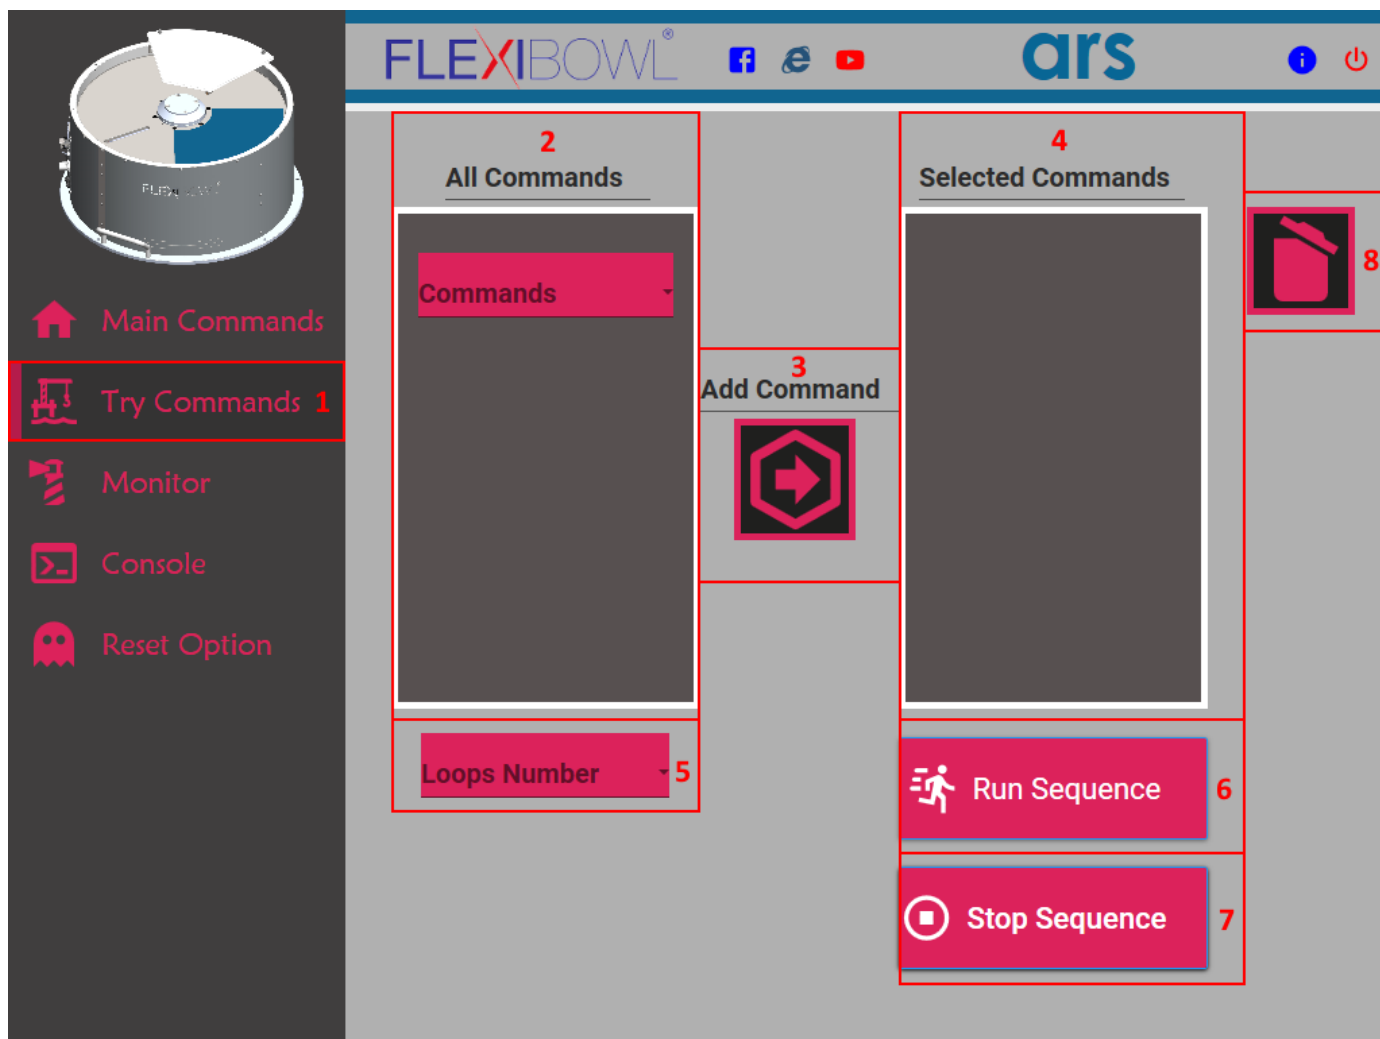 FLEXIBOWL®
ars
Main Commands
Try Commands 1
Monitor
Console
Reset Option
2
All Commands
Commands
3
Add Command
4
Selected Commands
8
Loops Number 5
Run Sequence 6
Stop Sequence 7